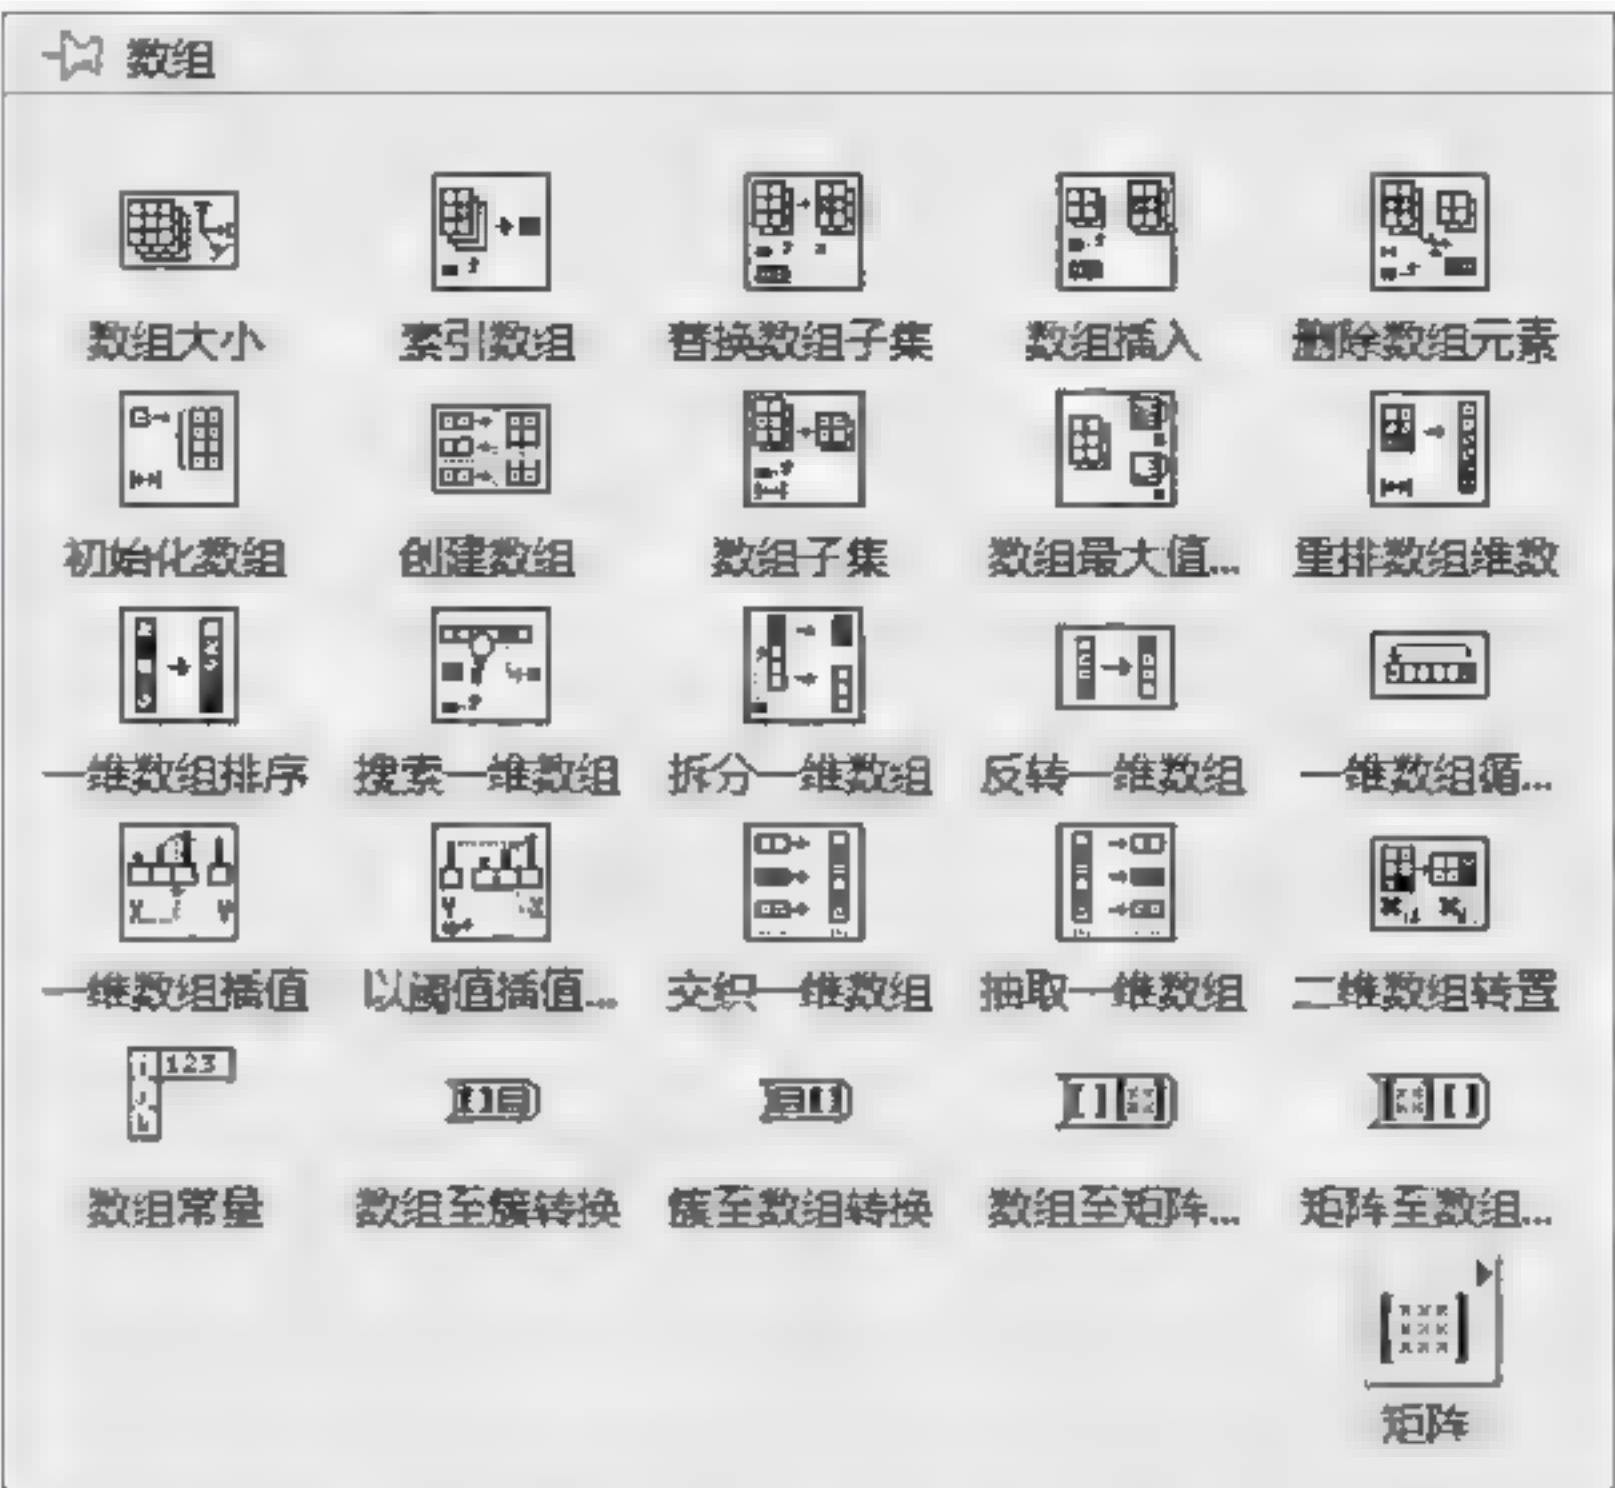 数组
数组大小 索引数组 替换数组子集 数组插入 删除数组元素
初始化数组 创建数组 数组子集 数组最大值... 重排数组维数
一维数组排序 搜索一维数组 拆分一维数组 反转一维数组 一维数组循...
一维数组插值 以阈值插值... 交织一维数组 抽取一维数组 二维数组转置
123
数组常量 数组至簇转换 簇至数组转换 数组至矩阵... 矩阵至数组...
矩阵